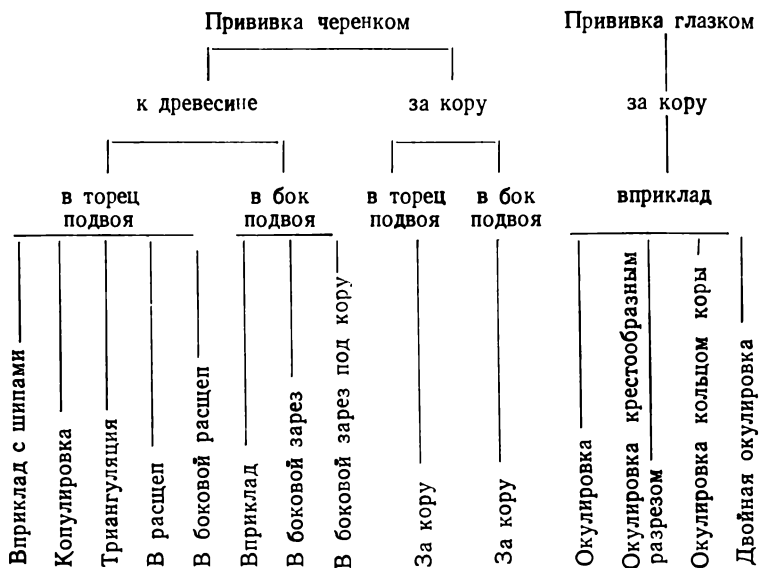 Прививка черенком
Прививка глазком
к древесине
за кору
за кору
в торец
подвоя
в бок
подвоя
в торец
подвоя
в бок
подвоя
вприклад
Вприклад с шипами
Копулировка
Триангуляция
В расщеп
В боковой расщеп
Вприклад
В боковой зарез
В боковой зарез под кору
За кору
За кору
Окулировка
Окулировка крестообразным
разрезом
Окулировка кольцом коры
Двойная окулировка